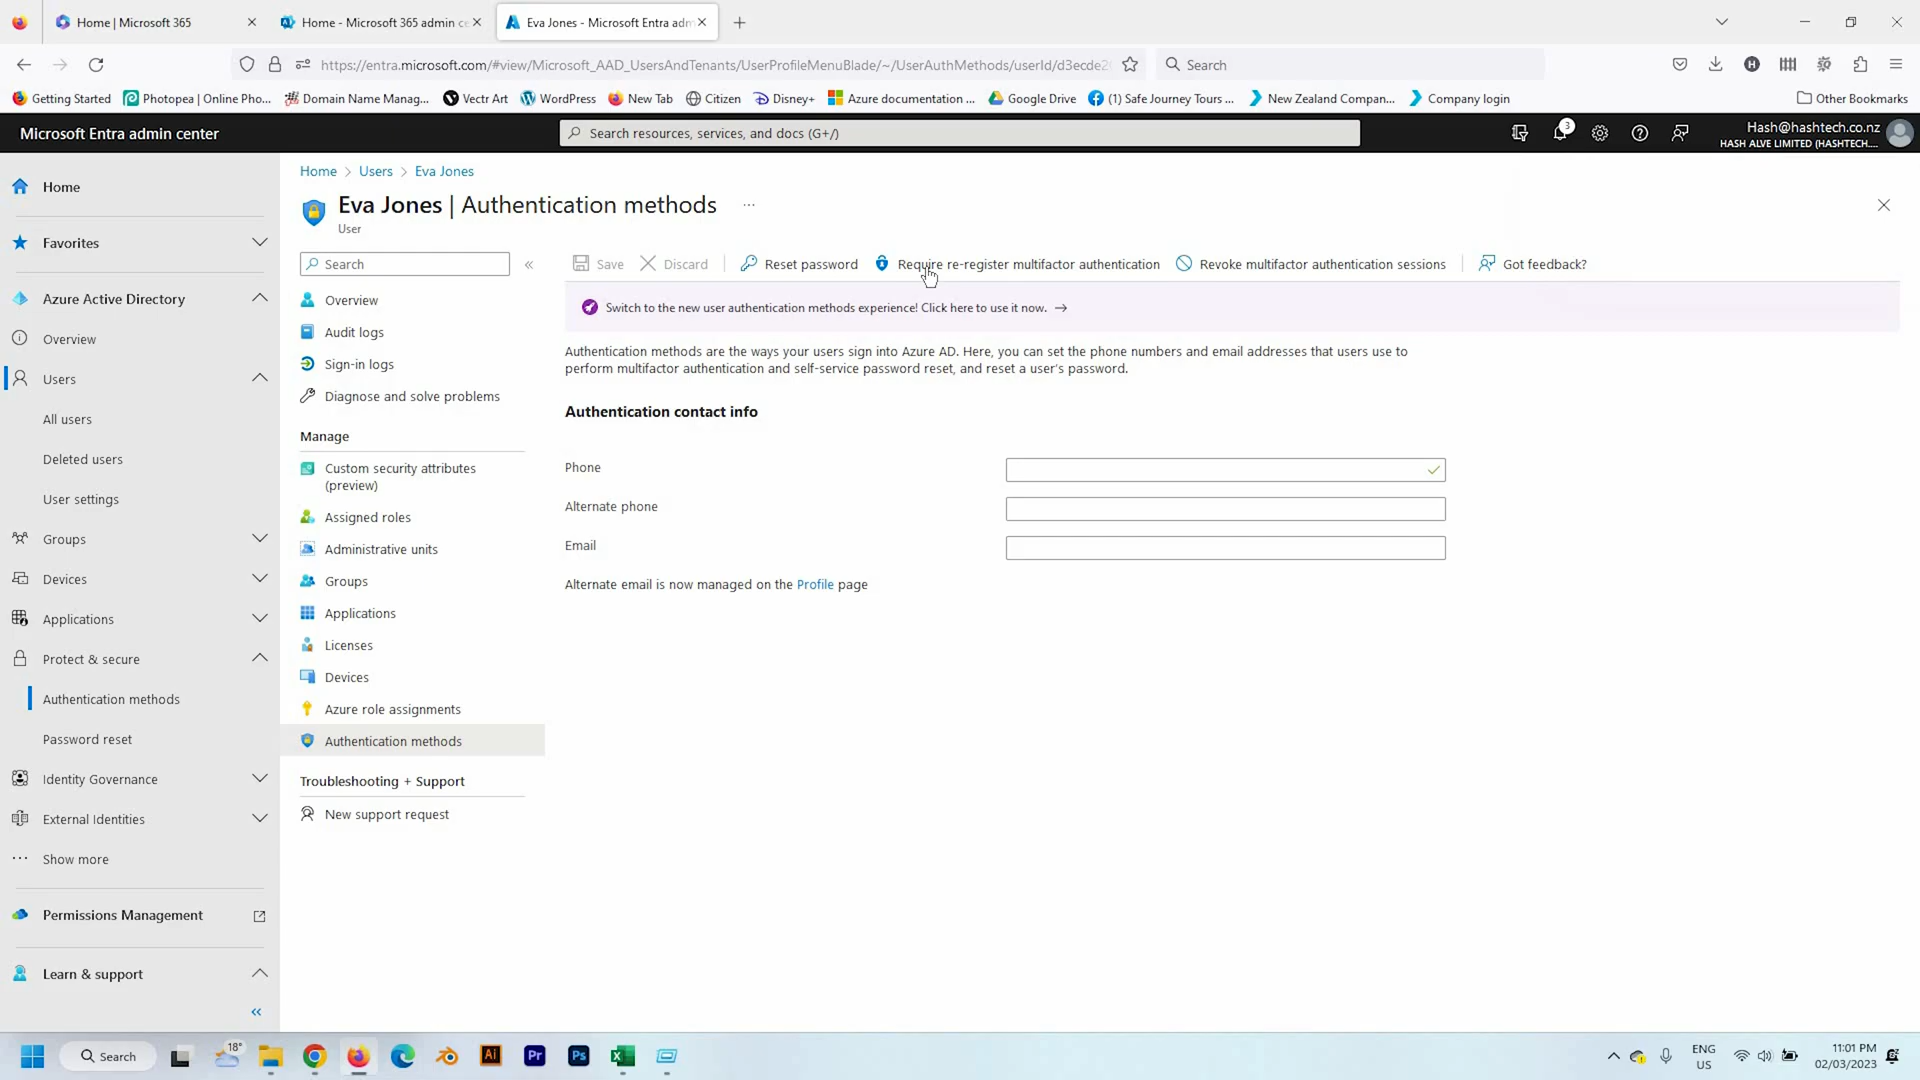 Home | Microsoft 365
Home - Microsoft 365 admin ce
Eva Jones - Microsoft Entra adm
https://entra.microsoft.com/#view/Microsoft_AAD_UsersAndTenants/UserProfileMenuBlade/~/UserAuthMethods/userId/d3ecde2
Search
Getting Started
Photopea | Online Pho...
Domain Name Manag...
Vectr Art
WordPress
New Tab
Citizen
Disney+
Azure documentation ...
Google Drive
(1) Safe Journey Tours ...
New Zealand Compan...
Company login
Other Bookmarks
Microsoft Entra admin center
Search resources, services, and docs (G+/)
3
Hash@hashtech.co.nz
HASH ALVE LIMITED (HASHTECH....
Home
Favorites
Azure Active Directory
Overview
Users
All users
Deleted users
User settings
Groups
Devices
Applications
Protect & secure
Authentication methods
Password reset
Identity Governance
External Identities
Show more
Permissions Management
Learn & support
Home > Users > Eva Jones
Eva Jones | Authentication methods ...
User
Search
Overview
Audit logs
Sign-in logs
Diagnose and solve problems
Manage
Custom security attributes
(preview)
Assigned roles
Administrative units
Groups
Applications
Licenses
Devices
Azure role assignments
Authentication methods
Troubleshooting + Support
New support request
Save
Discard
Reset password
Require re-register multifactor authentication
Revoke multifactor authentication sessions
Got feedback?
Switch to the new user authentication methods experience! Click here to use it now. →
Authentication methods are the ways your users sign into Azure AD. Here, you can set the phone numbers and email addresses that users use to
perform multifactor authentication and self-service password reset, and reset a user's password.
Authentication contact info
Phone
Alternate phone
Email
Alternate email is now managed on the Profile page
Search
18°
Ai
Pr
Ps
ENG
US
11:01 PM
02/03/2023